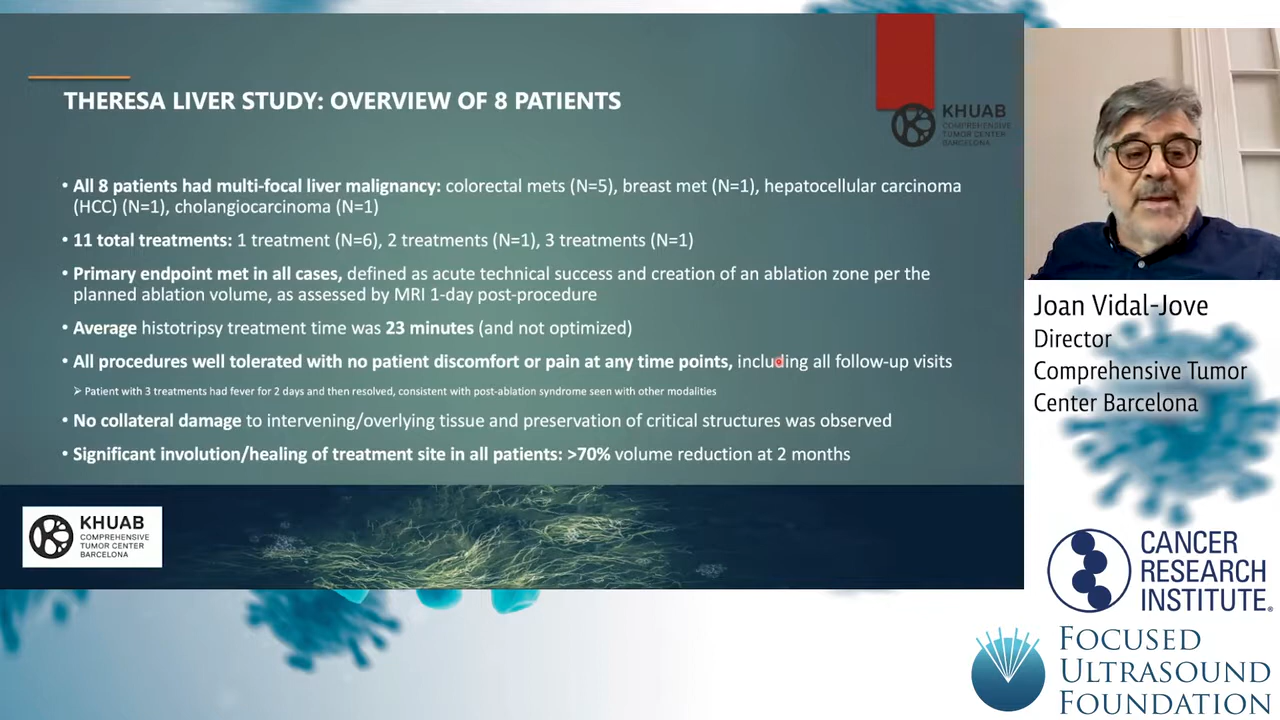 THERESA LIVER STUDY: OVERVIEW OF 8 PATIENTS
KHUAB
COMPREHENSIVE
TUMOR CENTER
BARCELONA
• All 8 patients had multi-focal liver malignancy: colorectal mets (N=5), breast met (N=1), hepatocellular carcinoma
(HCC) (N=1), cholangiocarcinoma (N=1)
• 11 total treatments: 1 treatment (N=6), 2 treatments (N=1), 3 treatments (N=1)
• Primary endpoint met in all cases, defined as acute technical success and creation of an ablation zone per the
planned ablation volume, as assessed by MRI 1-day post-procedure
• Average histotripsy treatment time was 23 minutes (and not optimized)
• All procedures well tolerated with no patient discomfort or pain at any time points, including all follow-up visits
➢ Patient with 3 treatments had fever for 2 days and then resolved, consistent with post-ablation syndrome seen with other modalities
• No collateral damage to intervening/overlying tissue and preservation of critical structures was observed
• Significant involution/healing of treatment site in all patients: >70% volume reduction at 2 months
KHUAB
COMPREHENSIVE
TUMOR CENTER
BARCELONA
Joan Vidal-Jove
Director
Comprehensive Tumor
Center Barcelona
CANCER
RESEARCH
INSTITUTE®
FOCUSED
ULTRASOUND
FOUNDATION